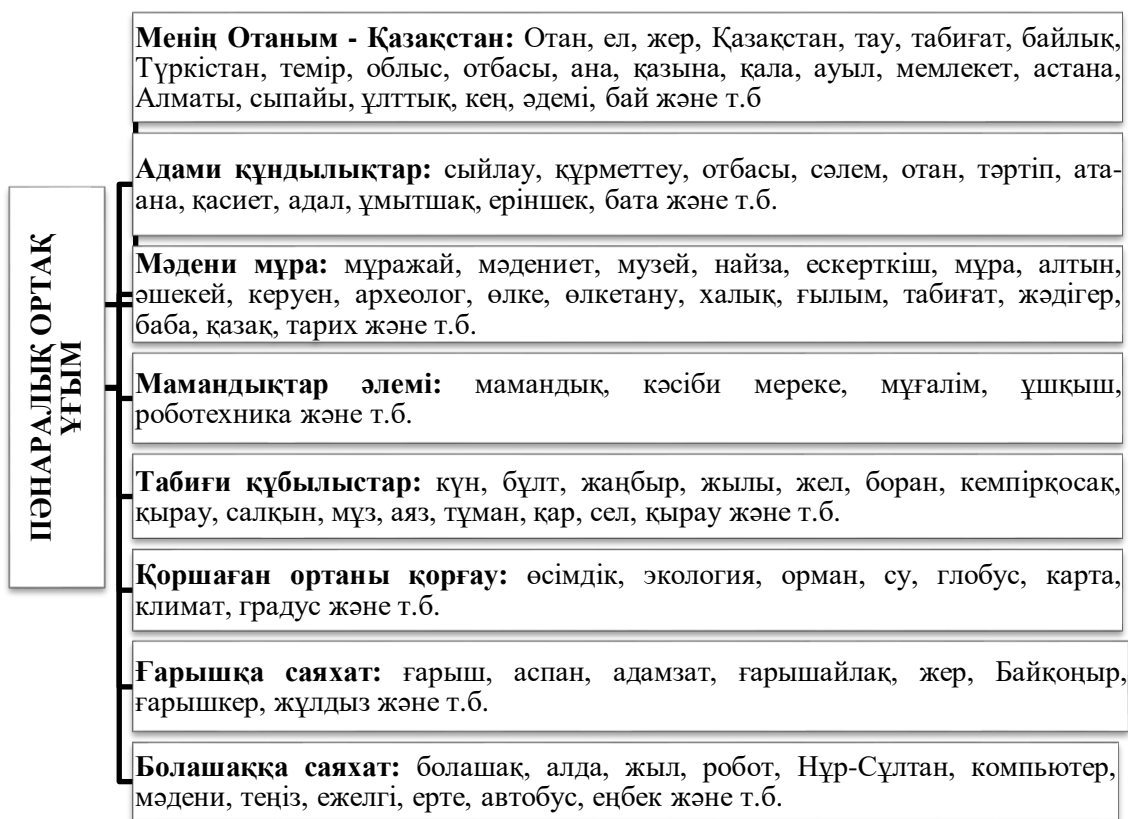 ПӘНАРАЛЫҚ ОРТАҚ
ҰҒЫМ
Менің Отаным - Қазақстан: Отан, ел, жер, Қазақстан, тау, табиғат, байлық,
Түркістан, темір, облыс, отбасы, ана, қазына, қала, ауыл, мемлекет, астана,
Алматы, сыпайы, ұлттық, кең, әдемі, бай және т.б
Адами құндылықтар: сыйлау, құрметтеу, отбасы, сәлем, отан, тәртіп, ата-
ана, қасиет, адал, ұмытшақ, еріншек, бата және т.б.
Мәдени мұра: мұражай, мәдениет, музей, найза, ескерткіш, мұра, алтын,
әшекей, керуен, археолог, өлке, өлкетану, халық, ғылым, табиғат, жәдігер,
баба, қазақ, тарих және т.б.
Мамандықтар әлемі: мамандық, кәсіби мереке, мұғалім, ұшқыш,
роботехника және т.б.
Табиғи құбылыстар: күн, бұлт, жаңбыр, жылы, жел, боран, кемпірқосақ,
қырау, салқын, мұз, аяз, тұман, қар, сел, қырау және т.б.
Қоршаған ортаны қорғау: өсімдік, экология, орман, су, глобус, карта,
климат, градус және т.б.
Ғарышқа саяхат: ғарыш, аспан, адамзат, ғарышайлақ, жер, Байқоңыр,
ғарышкер, жұлдыз және т.б.
Болашаққа саяхат: болашақ, алда, жыл, робот, Нұр-Сұлтан, компьютер,
мәдени, теңіз, ежелгі, ерте, автобус, еңбек және т.б.